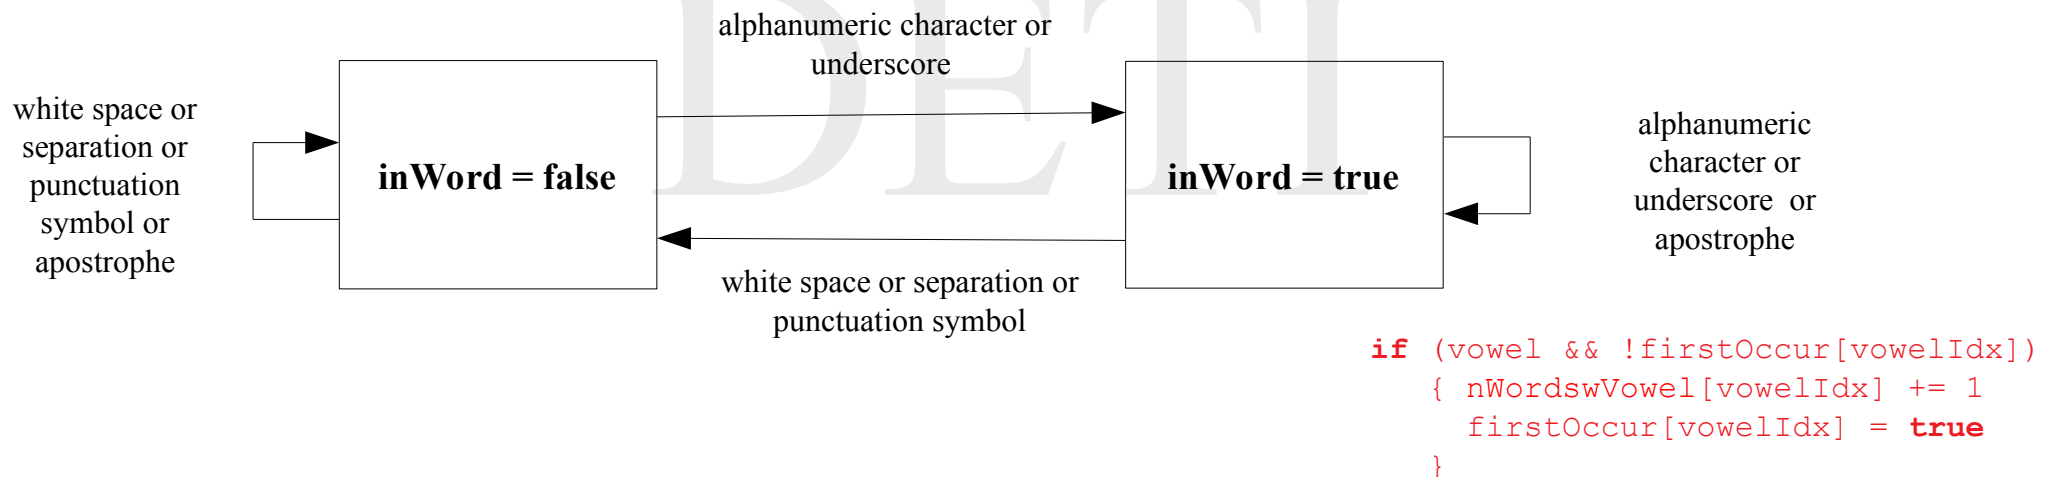 DETI
alphanumeric character or
underscore
white space or
separation or
punctuation
symbol or
apostrophe
inWord = false
inWord = true
alphanumeric
character or
underscore or
apostrophe
white space or separation or
punctuation symbol
if (vowel && !firstOccur[vowelIdx])
{ nWordswVowel[vowelIdx] += 1
firstOccur[vowelIdx] = true
}